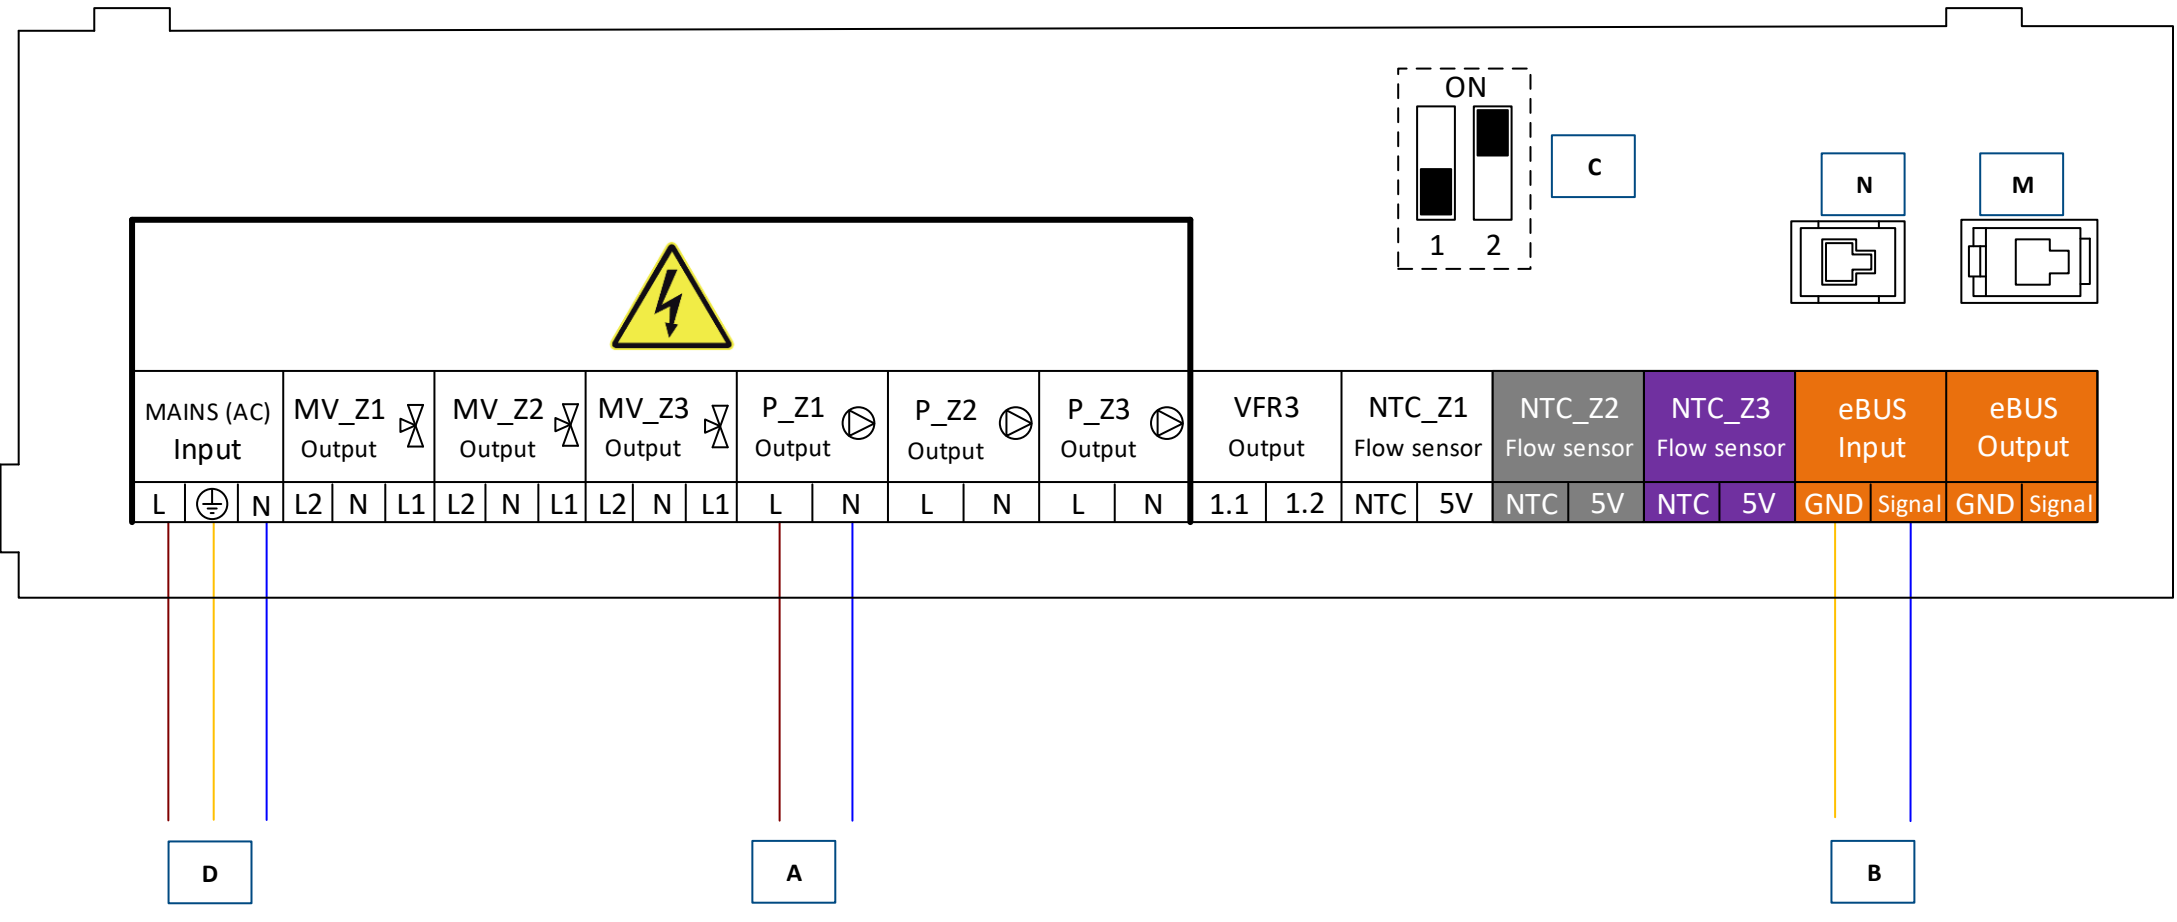 ON
1 2
C
N
M
MAINS (AC)
Input
MV_Z1
Output
MV_Z2
Output
MV_Z3
Output
P_Z1
Output
P_Z2
Output
P_Z3
Output
VFR3
Output
NTC_Z1
Flow sensor
NTC_Z2
Flow sensor
NTC_Z3
Flow sensor
eBUS
Input
eBUS
Output
L N L2 N L1 L2 N L1 L2 N L1 L N L N L N 1.1 1.2 NTC 5V NTC 5V NTC 5V GND Signal GND Signal
D
A
B